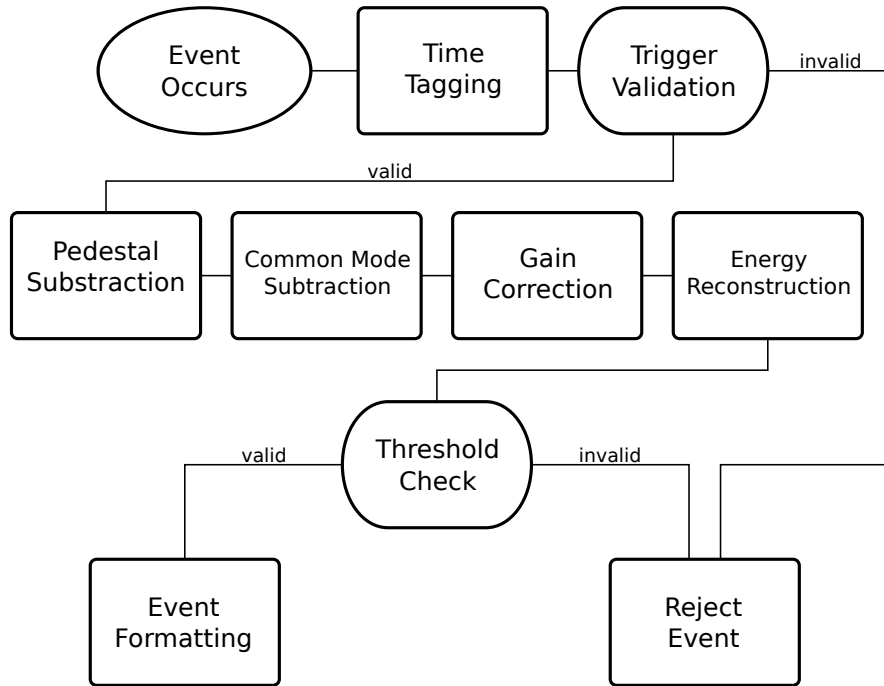 Event
Occurs
Time
Tagging
Trigger
Validation
invalid
valid
Pedestal
Substraction
Common Mode
Subtraction
Gain
Correction
Energy
Reconstruction
Threshold
Check
valid
invalid
Event
Formatting
Reject
Event